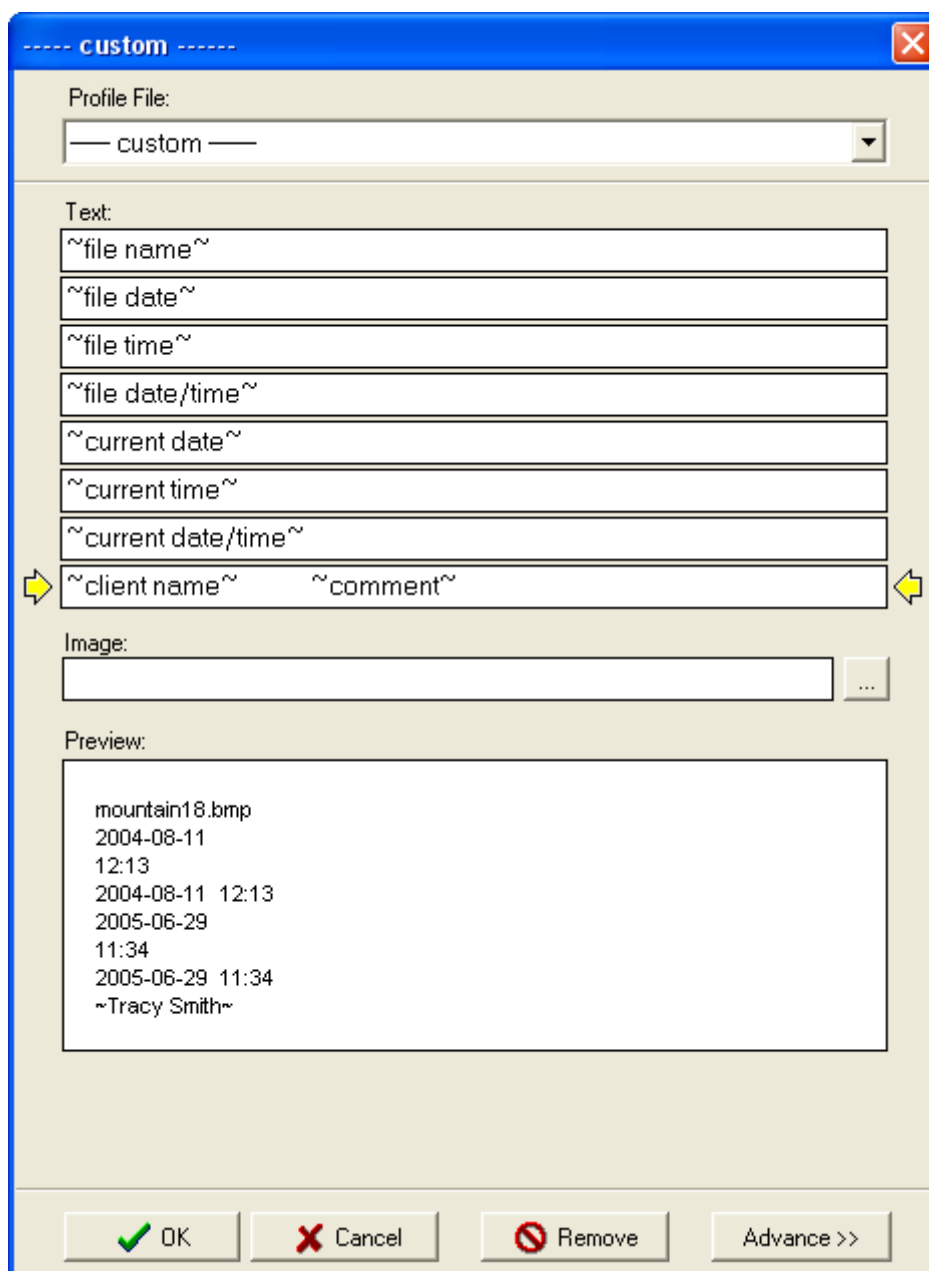 ----- custom ------
Profile File:
—— custom ——
Text:
~file name~
~file date~
~file time~
~file date/time~
~current date~
~current time~
~current date/time~
~client name~ ~comment~
Image:
...
Preview:
mountain18.bmp
2004-08-11
12:13
2004-08-11 12:13
2005-06-29
11:34
2005-06-29 11:34
~Tracy Smith~
OK Cancel Remove Advance >>